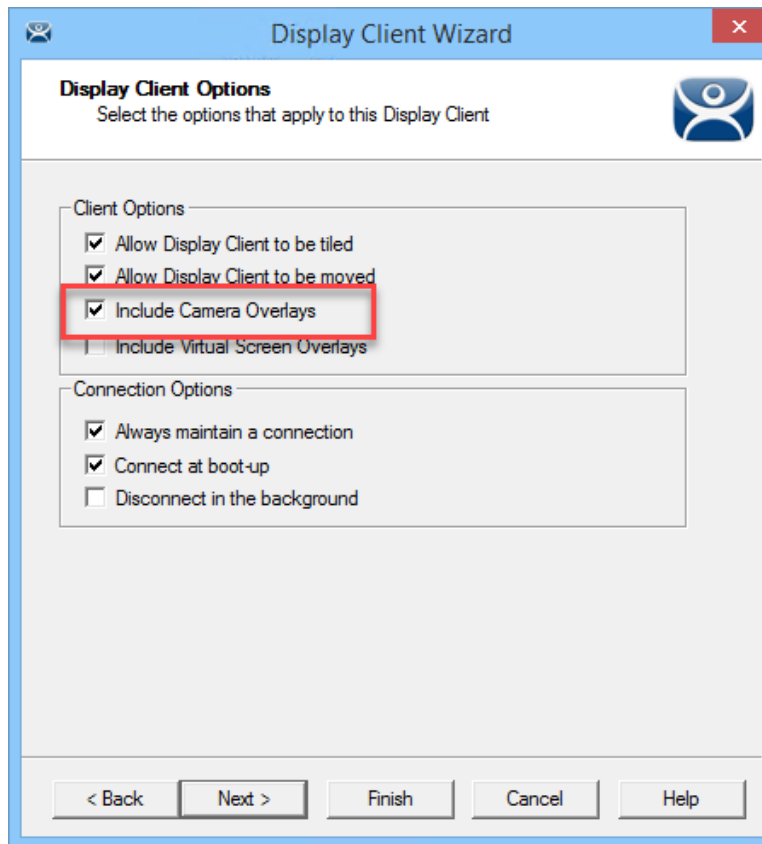 Display Client Wizard
Display Client Options
Select the options that apply to this Display Client
Client Options
Allow Display Client to be tiled
Allow Display Client to be moved
Include Camera Overlays
Include Virtual Screen Overlays
Connection Options
Always maintain a connection
Connect at boot-up
Disconnect in the background
< Back Next > Finish Cancel Help